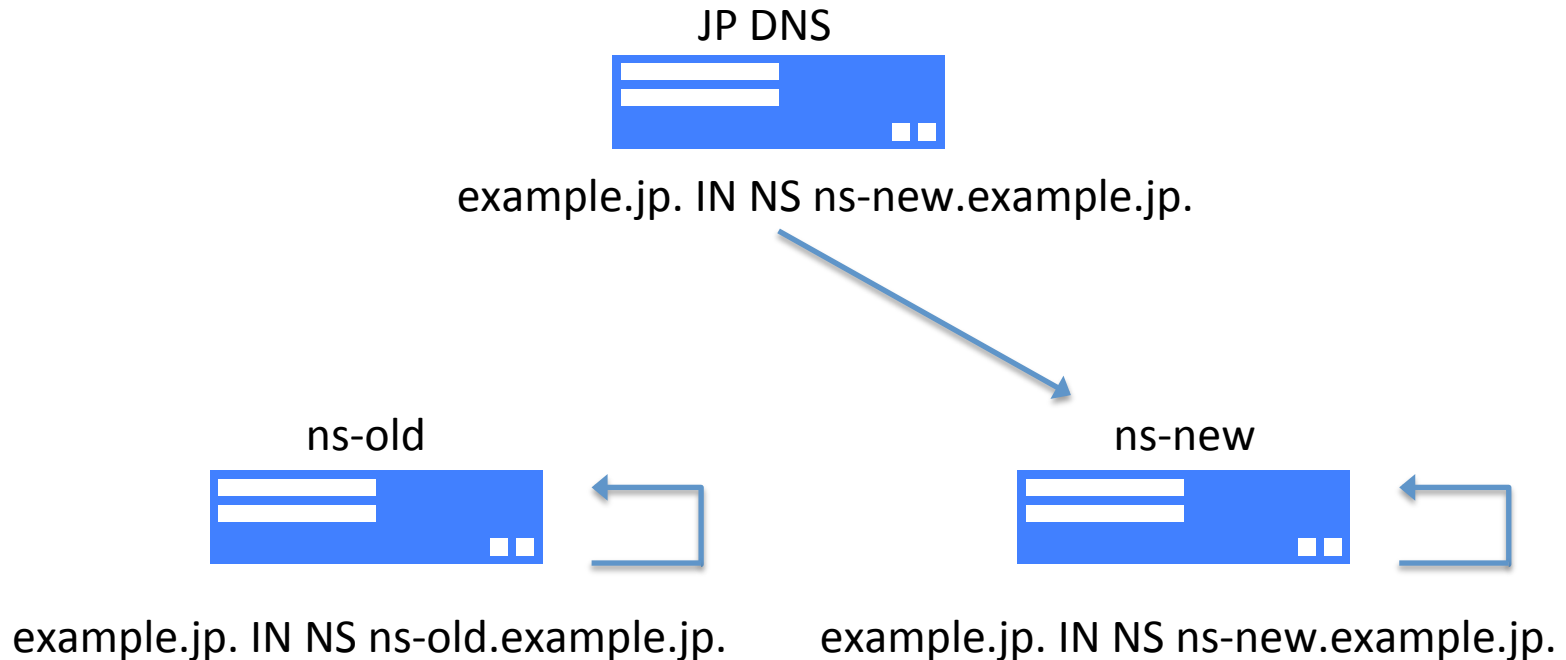 JP DNS
example.jp. IN NS ns-new.example.jp.
ns-old
ns-new
example.jp. IN NS ns-old.example.jp.
example.jp. IN NS ns-new.example.jp.